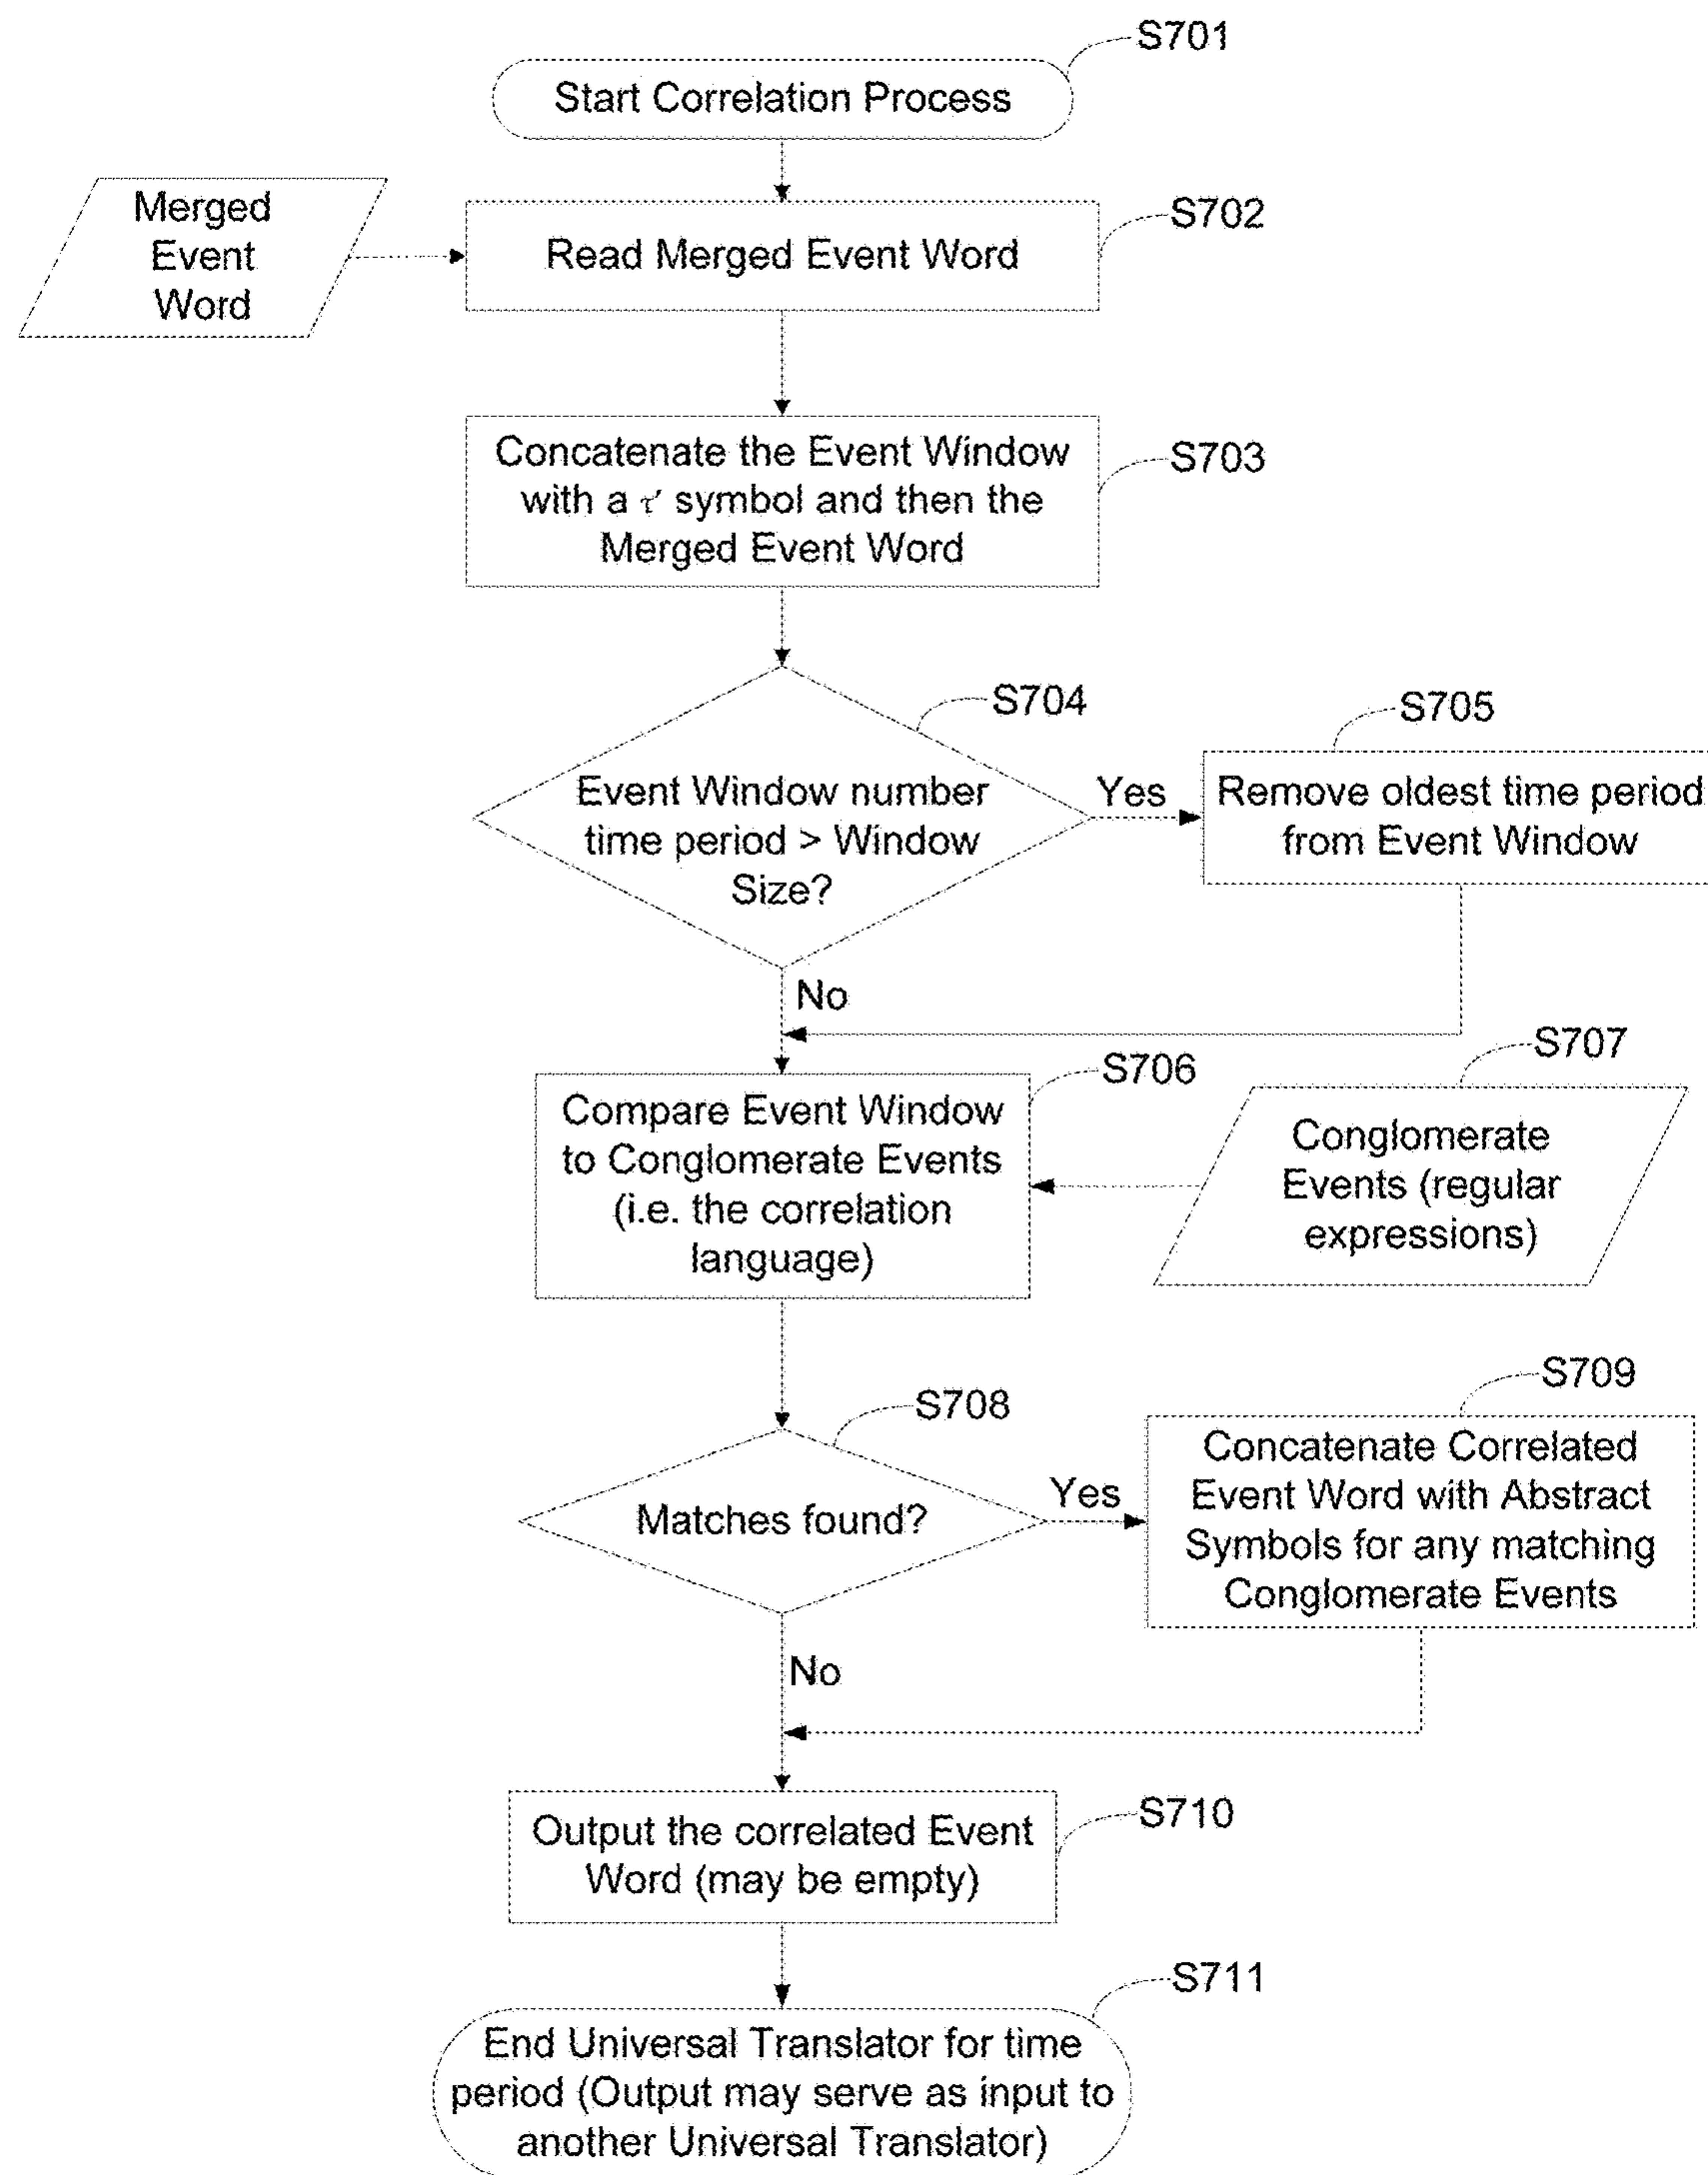 S701
Start Correlation Process
Merged
Event
Word
S702
Read Merged Event Word
S703
Concatenate the Event Window
with a τ' symbol and then the
Merged Event Word
S704
Event Window number
time period > Window
Size?
Yes
S705
Remove oldest time period
from Event Window
No
S706
Compare Event Window
to Conglomerate Events
(i.e. the correlation
language)
S707
Conglomerate
Events (regular
expressions)
S708
Matches found?
Yes
S709
Concatenate Correlated
Event Word with Abstract
Symbols for any matching
Conglomerate Events
No
S710
Output the correlated Event
Word (may be empty)
S711
End Universal Translator for time
period (Output may serve as input to
another Universal Translator)